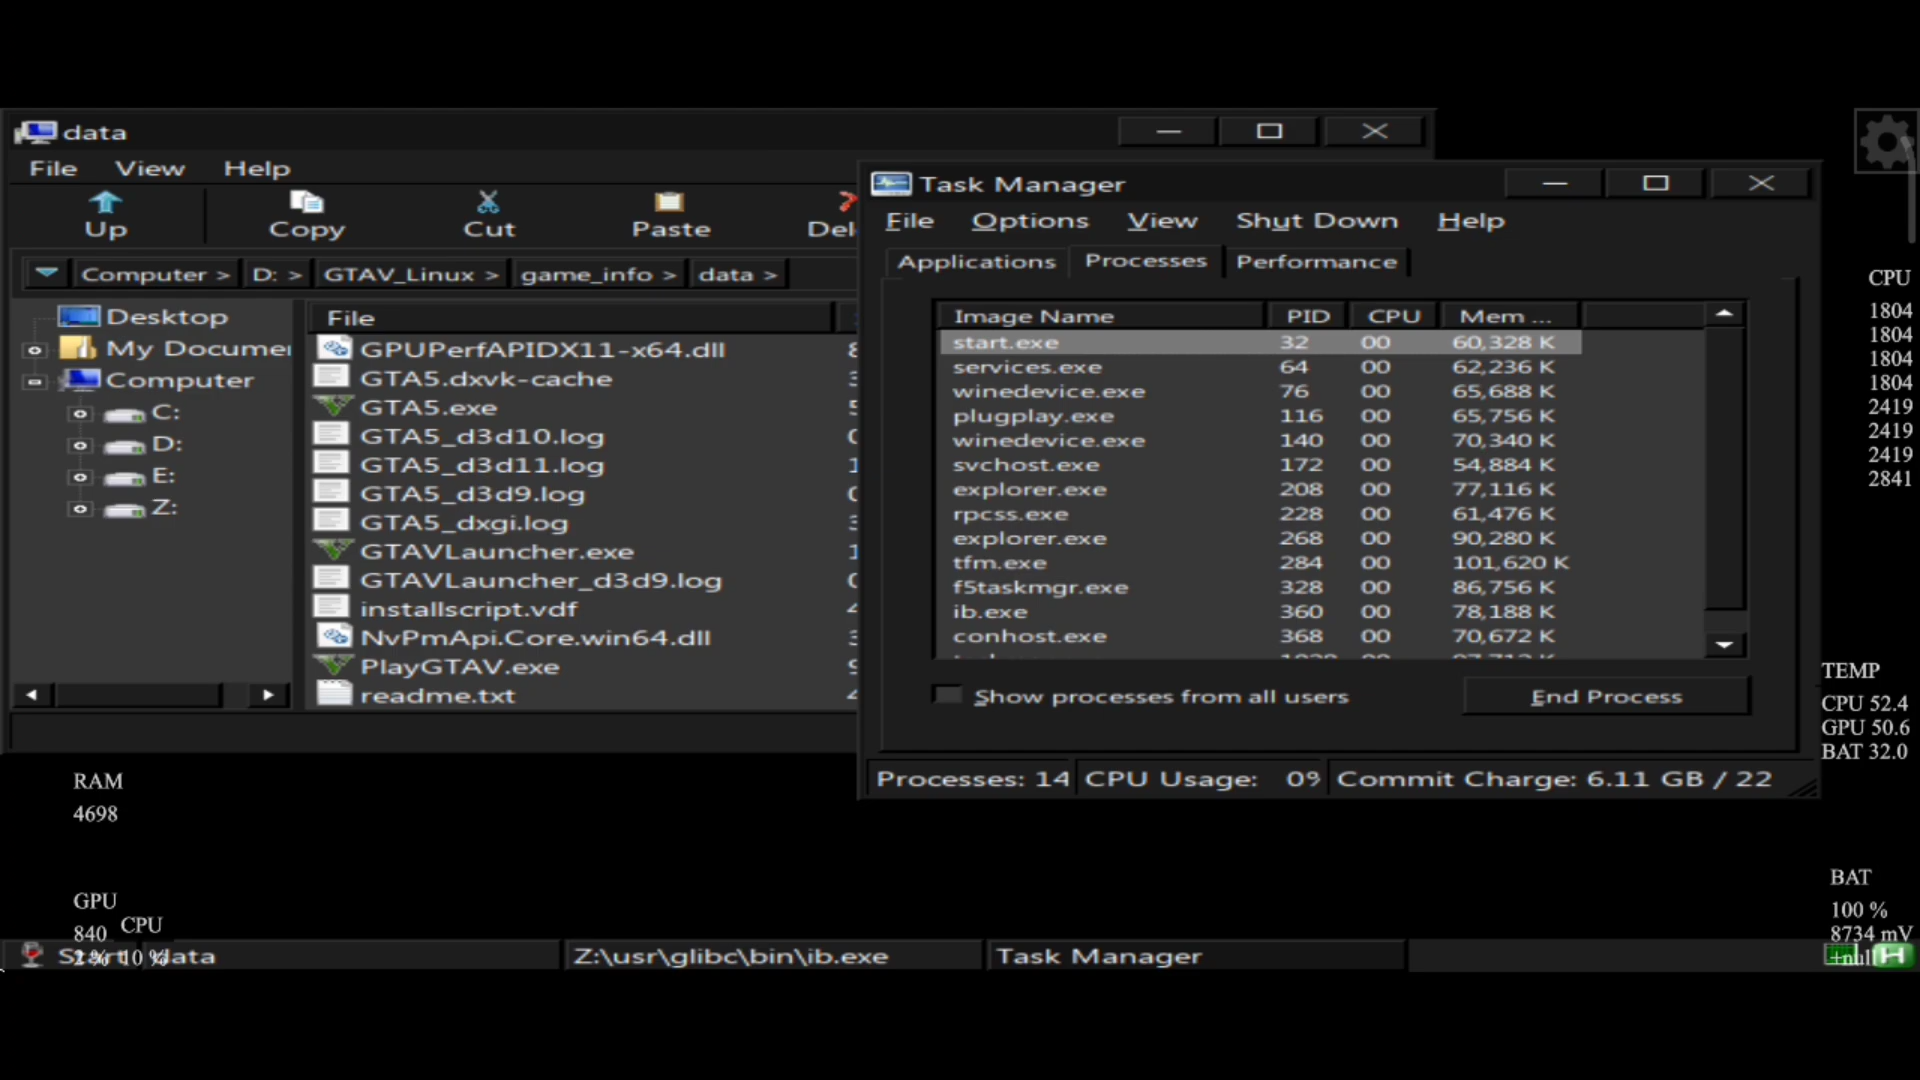 data
File View Help
Up Copy Cut Paste Del
Computer > D: > GTAV_Linux > game_info > data >
Desktop
My Documen
Computer
C:
D:
E:
Z:
File
GPUPerfAPIDX11-x64.dll
GTA5.dxvk-cache
GTA5.exe
GTA5_d3d10.log
GTA5_d3d11.log
GTA5_d3d9.log
GTA5_dxgi.log
GTAVLauncher.exe
GTAVLauncher_d3d9.log
installscript.vdf
NvPmApi.Core.win64.dll
PlayGTAV.exe
readme.txt
Task Manager
File Options View Shut Down Help
Applications Processes Performance
Image Name PID CPU Mem ...
start.exe 32 00 60,328 K
services.exe 64 00 62,236 K
winedevice.exe 76 00 65,688 K
plugplay.exe 116 00 65,756 K
winedevice.exe 140 00 70,340 K
svchost.exe 172 00 54,884 K
explorer.exe 208 00 77,116 K
rpcss.exe 228 00 61,476 K
explorer.exe 268 00 90,280 K
tfm.exe 284 00 101,620 K
f5taskmgr.exe 328 00 86,756 K
ib.exe 360 00 78,188 K
conhost.exe 368 00 70,672 K
Show processes from all users
End Process
Processes: 14 CPU Usage: 0% Commit Charge: 6.11 GB / 22
CPU
1804
1804
1804
1804
2419
2419
2419
2841
TEMP
CPU 52.4
GPU 50.6
BAT 32.0
RAM
4698
GPU
840
2 %
CPU
10 %
BAT
100 %
8734 mV
+null
Start data Z:\usr\glibc\bin\ib.exe Task Manager